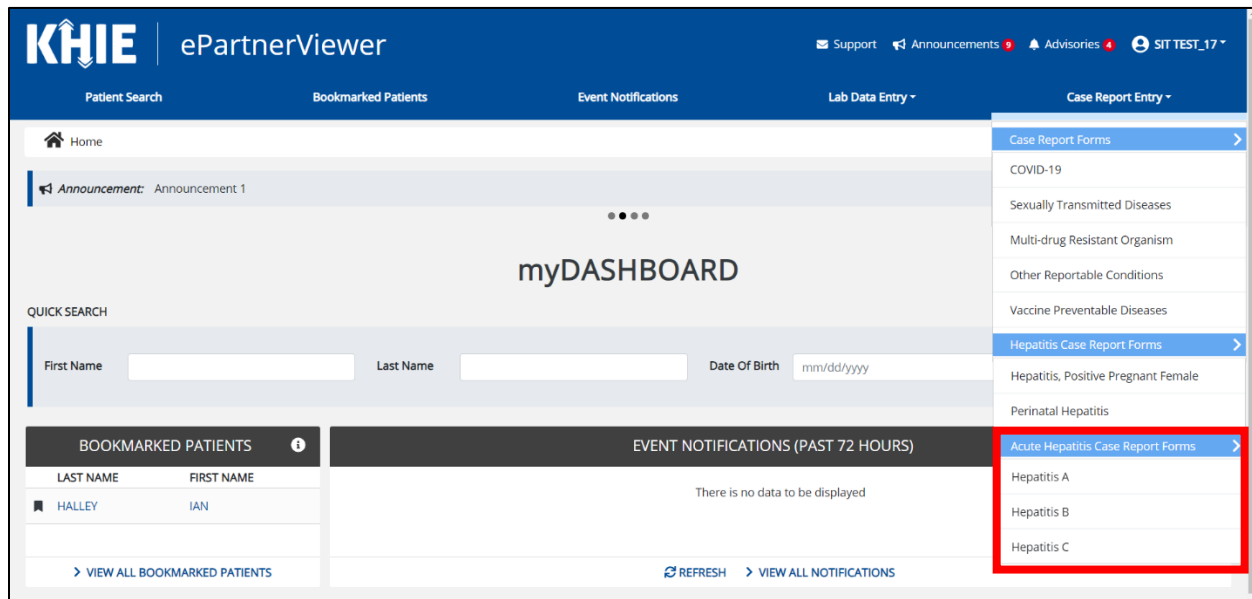 KHIE ePartnerViewer
Support Announcements 9 Advisories 4 SIT TEST_17
Patient Search Bookmarked Patients Event Notifications Lab Data Entry Case Report Entry
Home
Announcement: Announcement 1
Case Report Forms
COVID-19
Sexually Transmitted Diseases
Multi-drug Resistant Organism
Other Reportable Conditions
Vaccine Preventable Diseases
Hepatitis Case Report Forms
Hepatitis, Positive Pregnant Female
Perinatal Hepatitis
Acute Hepatitis Case Report Forms
Hepatitis A
Hepatitis B
Hepatitis C
myDASHBOARD
QUICK SEARCH
First Name Last Name Date Of Birth mm/dd/yyyy
BOOKMARKED PATIENTS
LAST NAME FIRST NAME
HALLEY IAN
VIEW ALL BOOKMARKED PATIENTS
EVENT NOTIFICATIONS (PAST 72 HOURS)
There is no data to be displayed
REFRESH VIEW ALL NOTIFICATIONS